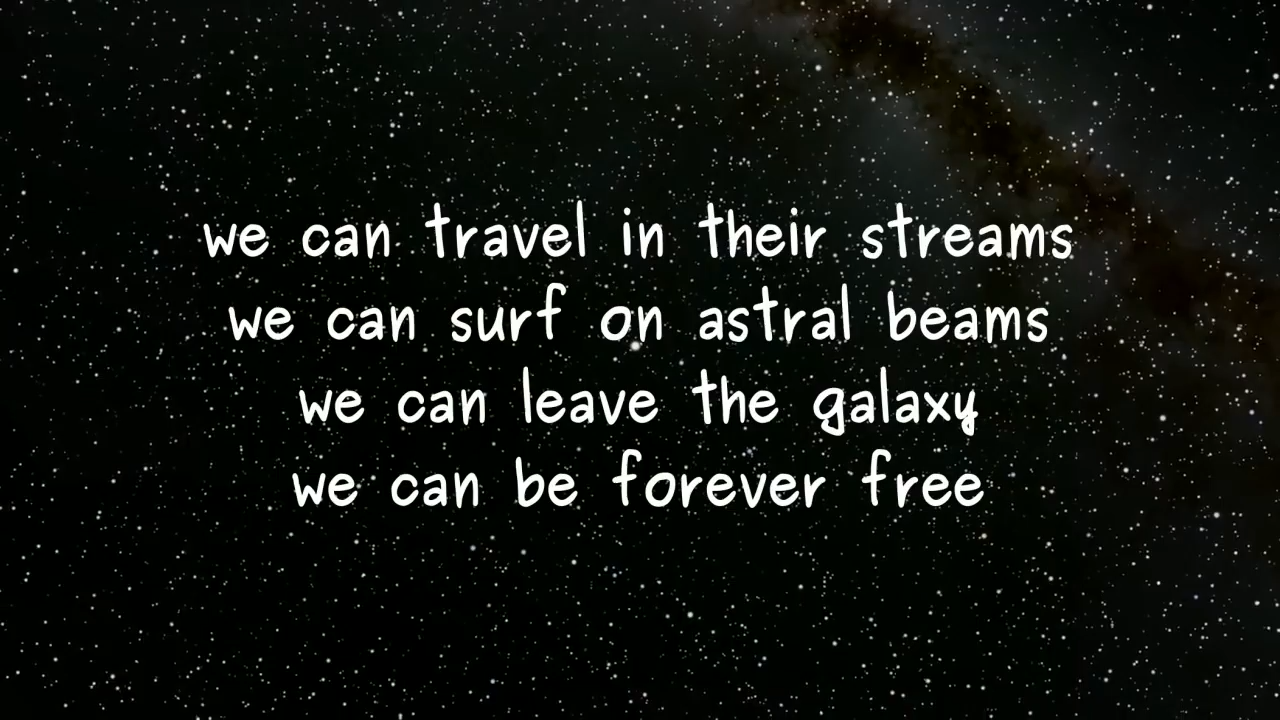 we can travel in their streams
we can surf on astral beams
we can leave the galaxy
we can be forever free